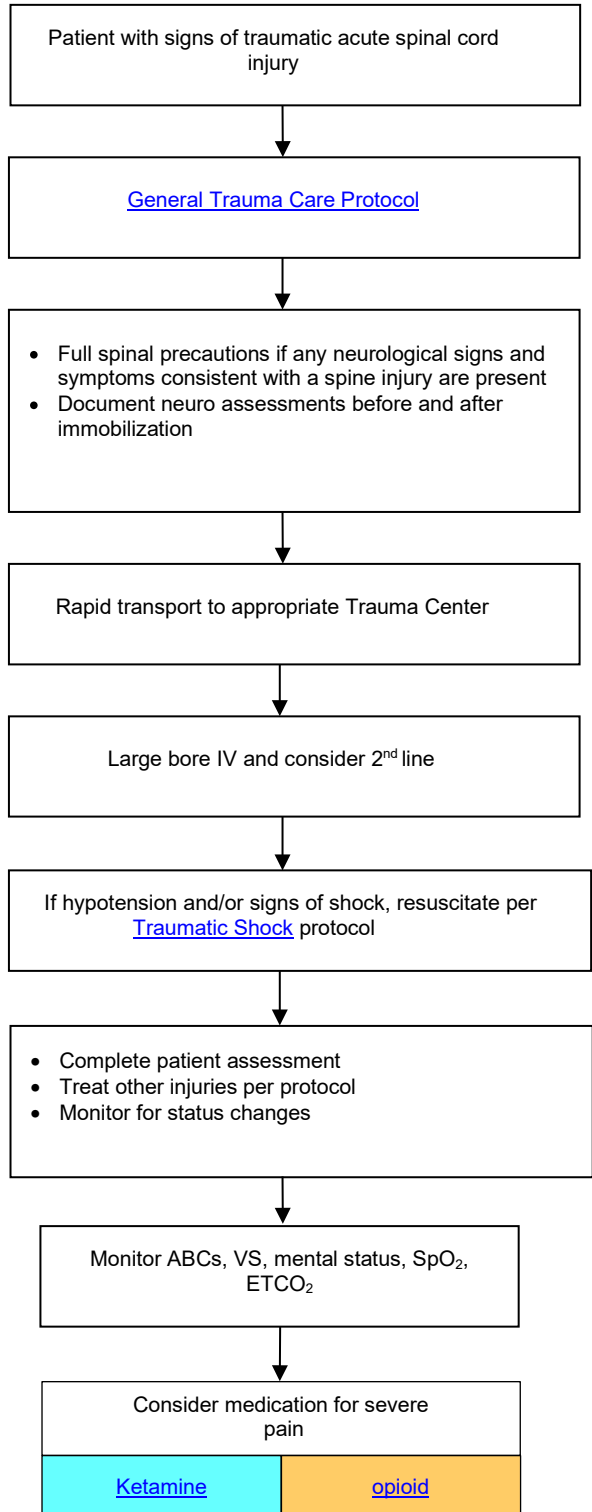 Patient with signs of traumatic acute spinal cord
injury
General Trauma Care Protocol
• Full spinal precautions if any neurological signs and
symptoms consistent with a spine injury are present
• Document neuro assessments before and after
immobilization
Rapid transport to appropriate Trauma Center
Large bore IV and consider 2nd line
If hypotension and/or signs of shock, resuscitate per
Traumatic Shock protocol
• Complete patient assessment
• Treat other injuries per protocol
• Monitor for status changes
Monitor ABCs, VS, mental status, SpO₂,
ETCO₂
Consider medication for severe
pain
Ketamine
opioid